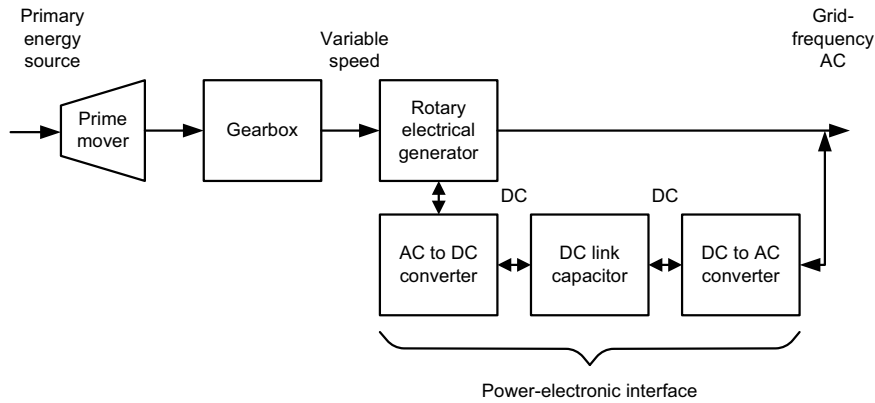 Primary
energy
source
Variable
speed
Grid-
frequency
AC
Prime
mover
Gearbox
Rotary
electrical
generator
DC
DC
AC to DC
converter
DC link
capacitor
DC to AC
converter
Power-electronic interface